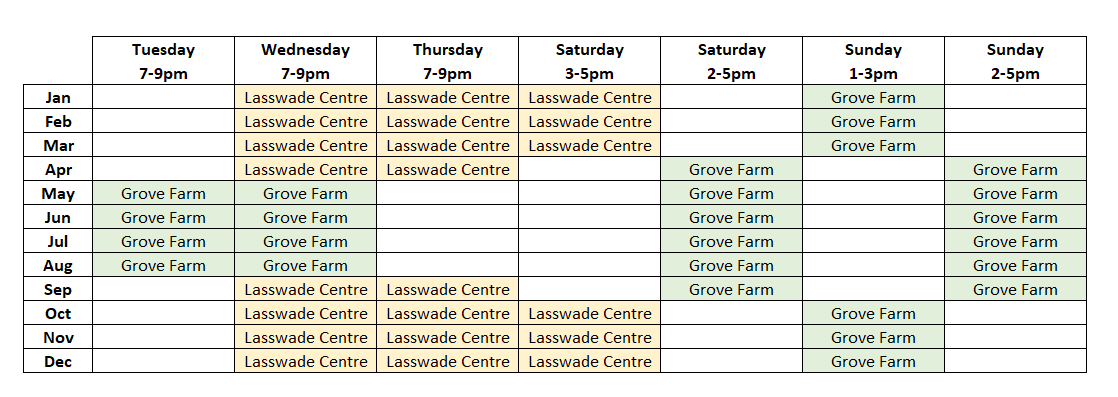 Tuesday Wednesday Thursday Saturday Saturday Sunday Sunday
7-9pm 7-9pm 7-9pm 3-5pm 2-5pm 1-3pm 2-5pm
Jan Lasswade Centre Lasswade Centre Lasswade Centre Grove Farm
Feb Lasswade Centre Lasswade Centre Lasswade Centre Grove Farm
Mar Lasswade Centre Lasswade Centre Lasswade Centre Grove Farm
Apr Lasswade Centre Lasswade Centre Grove Farm Grove Farm
May Grove Farm Grove Farm Grove Farm Grove Farm
Jun Grove Farm Grove Farm Grove Farm Grove Farm
Jul Grove Farm Grove Farm Grove Farm Grove Farm
Aug Grove Farm Grove Farm Grove Farm Grove Farm
Sep Lasswade Centre Lasswade Centre Grove Farm Grove Farm
Oct Lasswade Centre Lasswade Centre Lasswade Centre Grove Farm
Nov Lasswade Centre Lasswade Centre Lasswade Centre Grove Farm
Dec Lasswade Centre Lasswade Centre Lasswade Centre Grove Farm